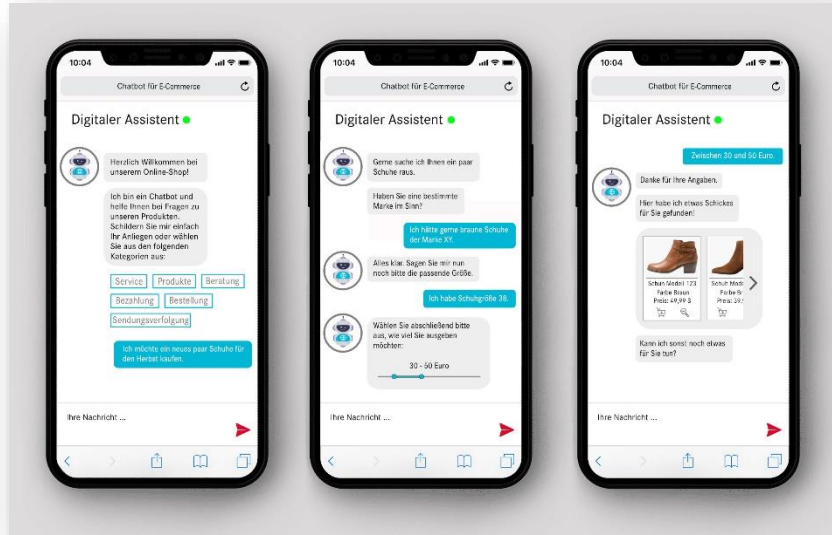 10:04
Chatbot für E-Commerce
Digitaler Assistent
Herzlich Willkommen bei
unserem Online-Shop!
Ich bin ein Chatbot und
helfe Ihnen bei Fragen zu
unseren Produkten.
Schildern Sie mir einfach
Ihr Anliegen oder wählen
Sie aus den folgenden
Kategorien aus:
Service Produkte Beratung
Bezahlung Bestellung
Sendungsverfolgung
Ich möchte ein neues paar Schuhe für
den Herbst kaufen.
Ihre Nachricht ...
10:04
Chatbot für E-Commerce
Digitaler Assistent
Gerne suche ich Ihnen ein paar
Schuhe raus.
Haben Sie eine bestimmte
Marke im Sinn?
Ich hätte gerne braune Schuhe
der Marke XY.
Alles klar. Sagen Sie mir nun
noch bitte die passende Größe.
Ich habe Schuhgröße 38.
Wählen Sie abschließend bitte
aus, wie viel Sie ausgeben
möchten:
30 - 50 Euro
Ihre Nachricht ...
10:04
Chatbot für E-Commerce
Digitaler Assistent
Zwischen 30 und 50 Euro.
Danke für Ihre Angaben.
Hier habe ich etwas Schickes
für Sie gefunden!
Schuh Modell 123
Farbe Braun
Preis: 49,99 $
Schuh Mode
Farbe Br
Preis: 39,
Kann ich sonst noch etwas
für Sie tun?
Ihre Nachricht ...